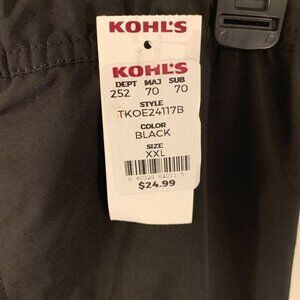 KOHL'S
KOHL'S
DEPT MAJ SUB
252 70 70
STYLE
TKOE24117B
COLOR
BLACK
SIZE
XXL
$24.99